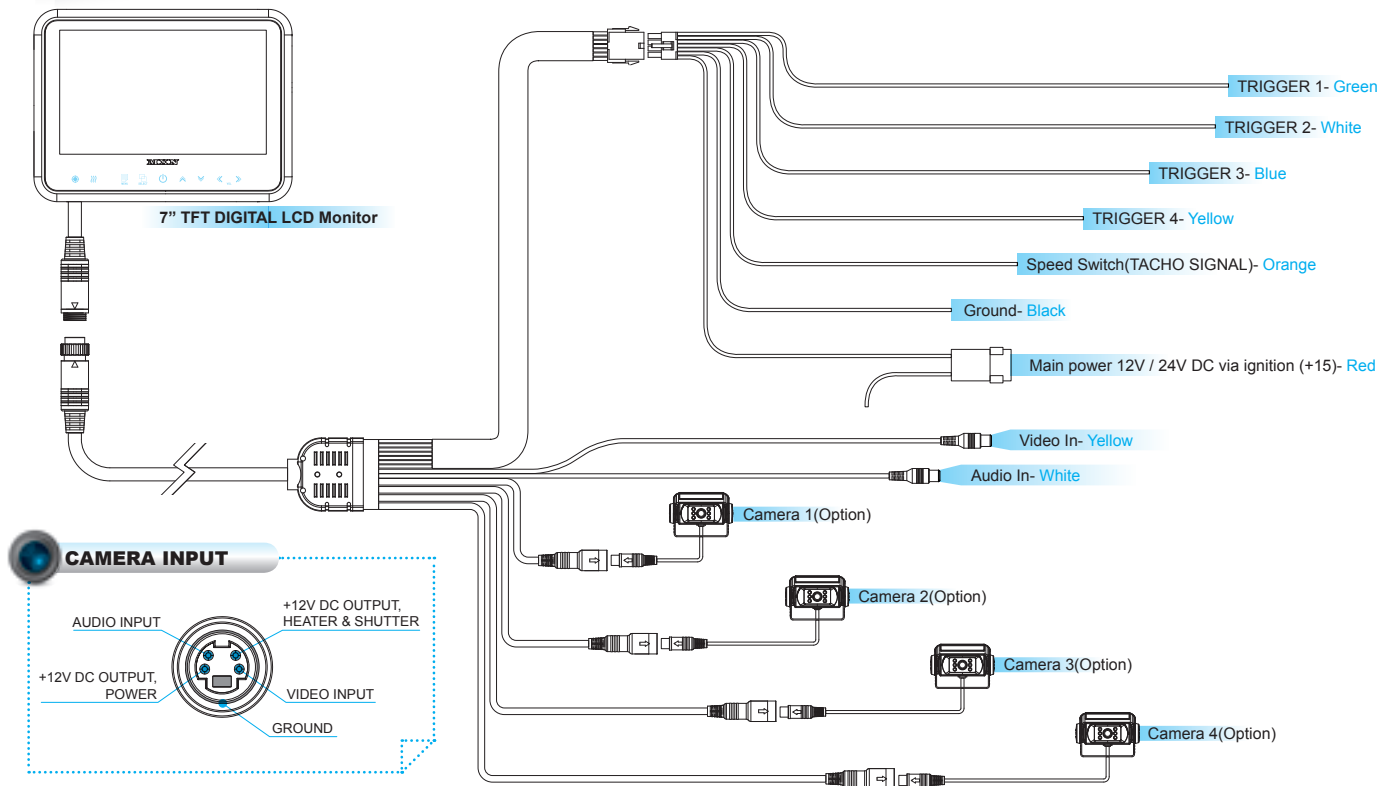 TRIGGER 1- Green
TRIGGER 2- White
TRIGGER 3- Blue
TRIGGER 4- Yellow
7” TFT DIGITAL LCD Monitor
Speed Switch(TACHO SIGNAL)- Orange
Ground- Black
Main power 12V / 24V DC via ignition (+15)- Red
Video In- Yellow
Audio In- White
Camera 1(Option)
Camera 2(Option)
Camera 3(Option)
Camera 4(Option)
CAMERA INPUT
AUDIO INPUT
+12V DC OUTPUT,
HEATER & SHUTTER
+12V DC OUTPUT,
POWER
VIDEO INPUT
GROUND